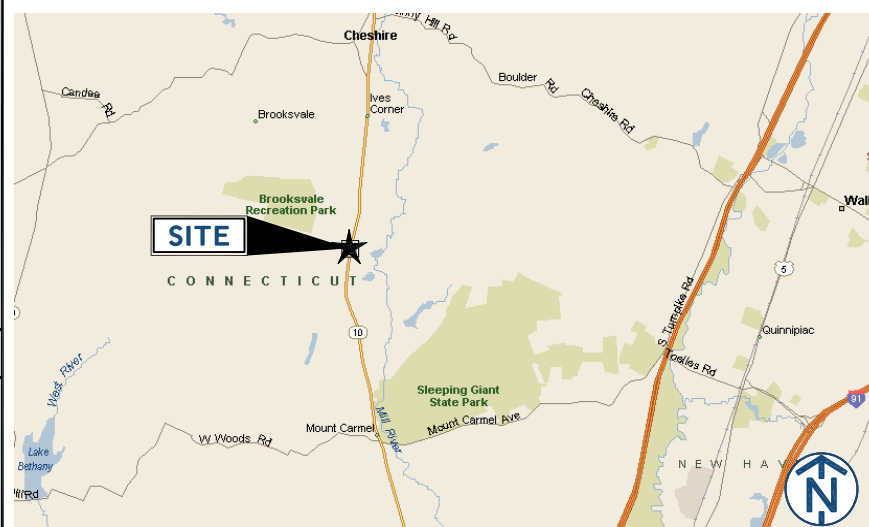 Hill Rd
Cheshire
Boulder Rd
Cheshire Rd
Candee Rd
Ives
Corner
Brooksvale
Brooksvale
Recreation Park
SITE
CONNECTICUT
10
5
Wall
Quinnipiac
S Turnpike Rd
S Toelles Rd
91
West River
Sleeping Giant
State Park
Mount Carmel
Mount Carmel Ave
Mill River
W Woods Rd
Lake
Bethany
Hill Rd
NEW HAV
N